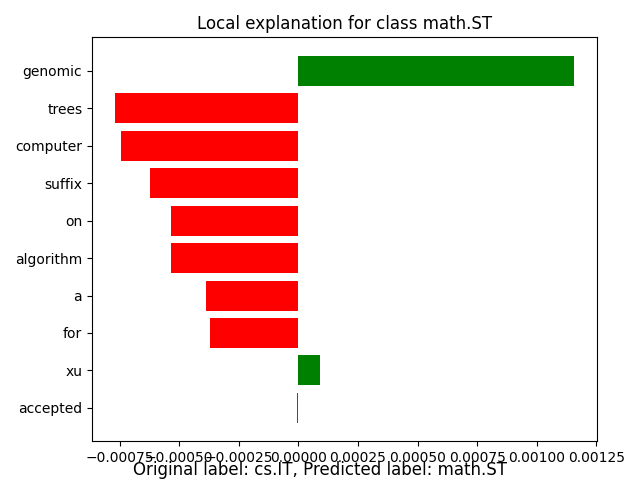 Local explanation for class math.ST
genomic
trees
computer
suffix
on
algorithm
a
for
xu
accepted
−0.00075 −0.00050 −0.00025 0.00000 0.00025 0.00050 0.00075 0.00100 0.00125
Original label: cs.IT, Predicted label: math.ST